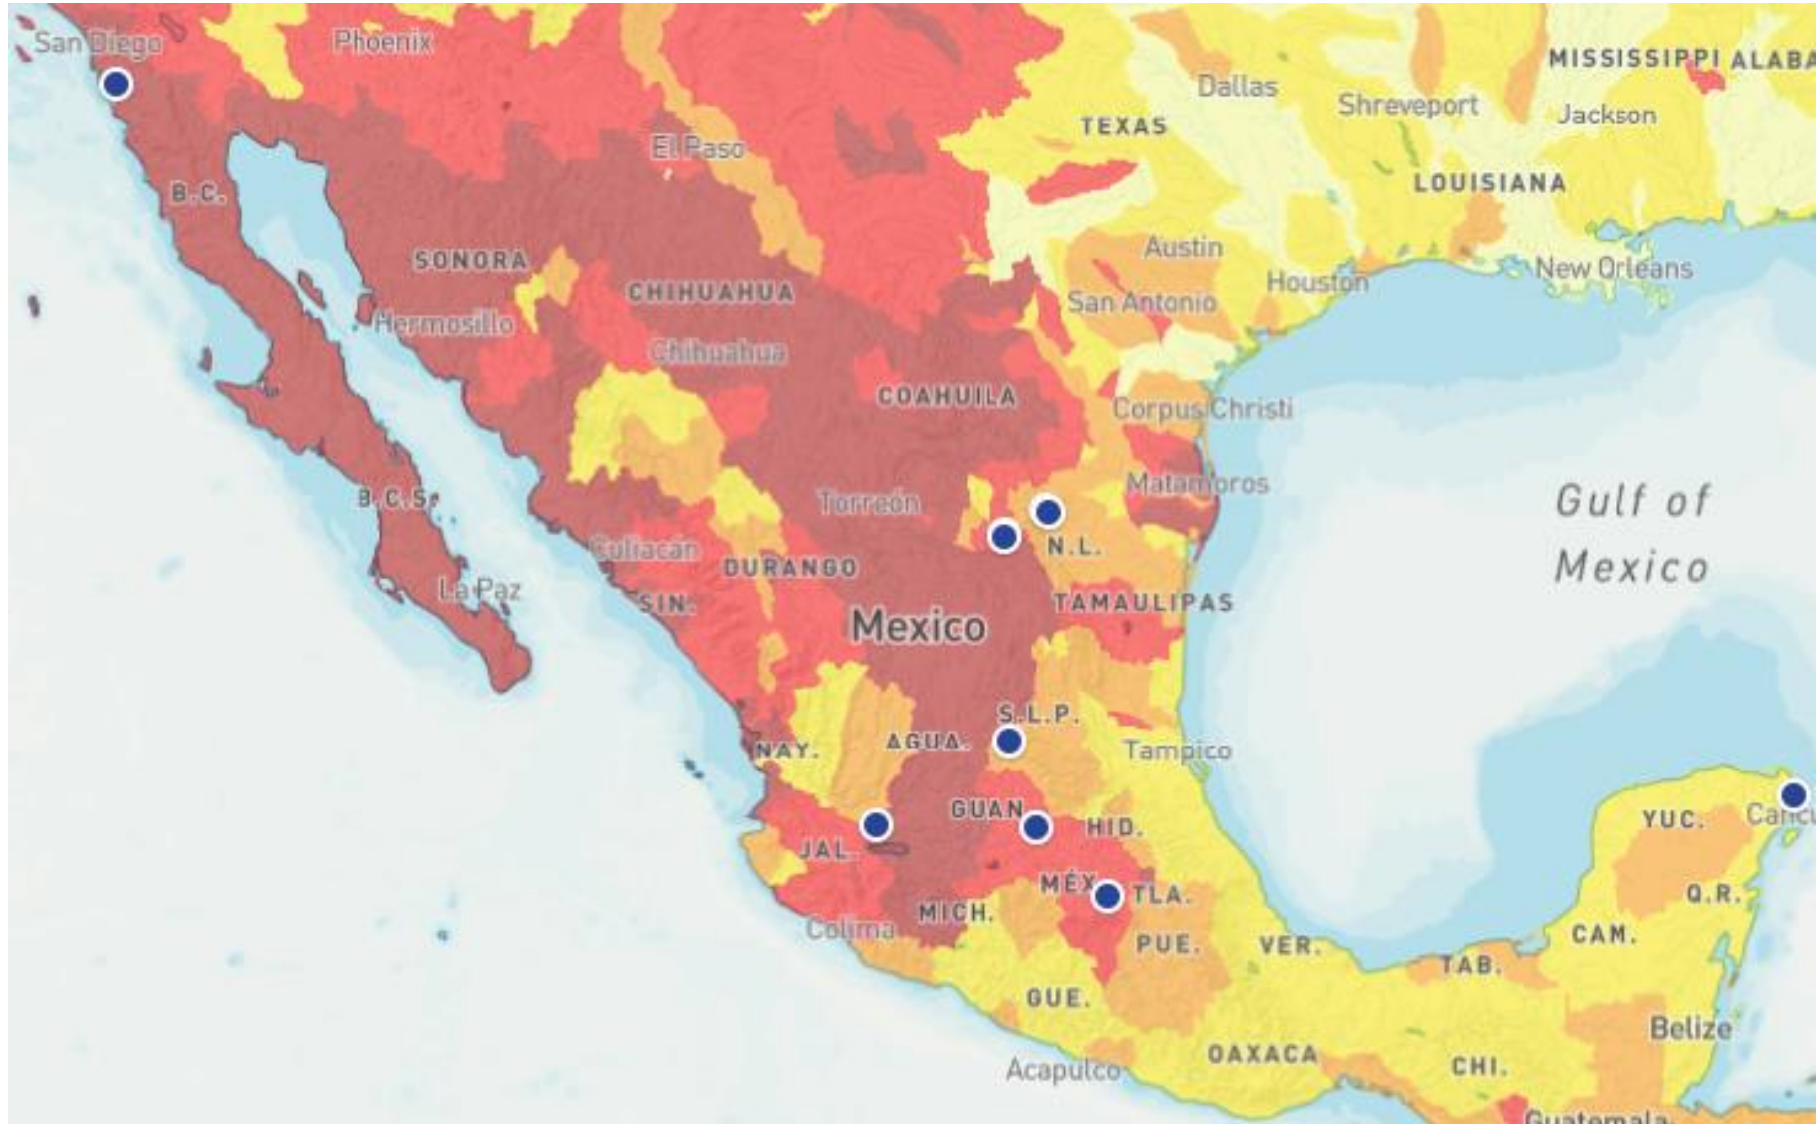 San Diego
Phoenix
MISSISSIPPI
ALABA
Dallas
Shreveport
Jackson
TEXAS
El Paso
LOUISIANA
B.C.
SONORA
Austin
New Orleans
Houston
CHIHUAHUA
San Antonio
Hermosillo
Chihuahua
COAHUILA
Corpus Christi
Matamoros
B.C.S.
Torreón
Gulf of
Mexico
Culiacán
N.L.
DURANGO
La Paz
SIN.
TAMAULIPAS
Mexico
S.L.P.
NAY.
AGUA.
Tampico
GUAN
HID.
YUC.
Cancu
JAL.
MÉX
TLA.
Q.R.
MICH.
Colima
PUE.
VER.
CAM.
TAB.
GUE.
Belize
OAXACA
CHI.
Acapulco
Guatemala